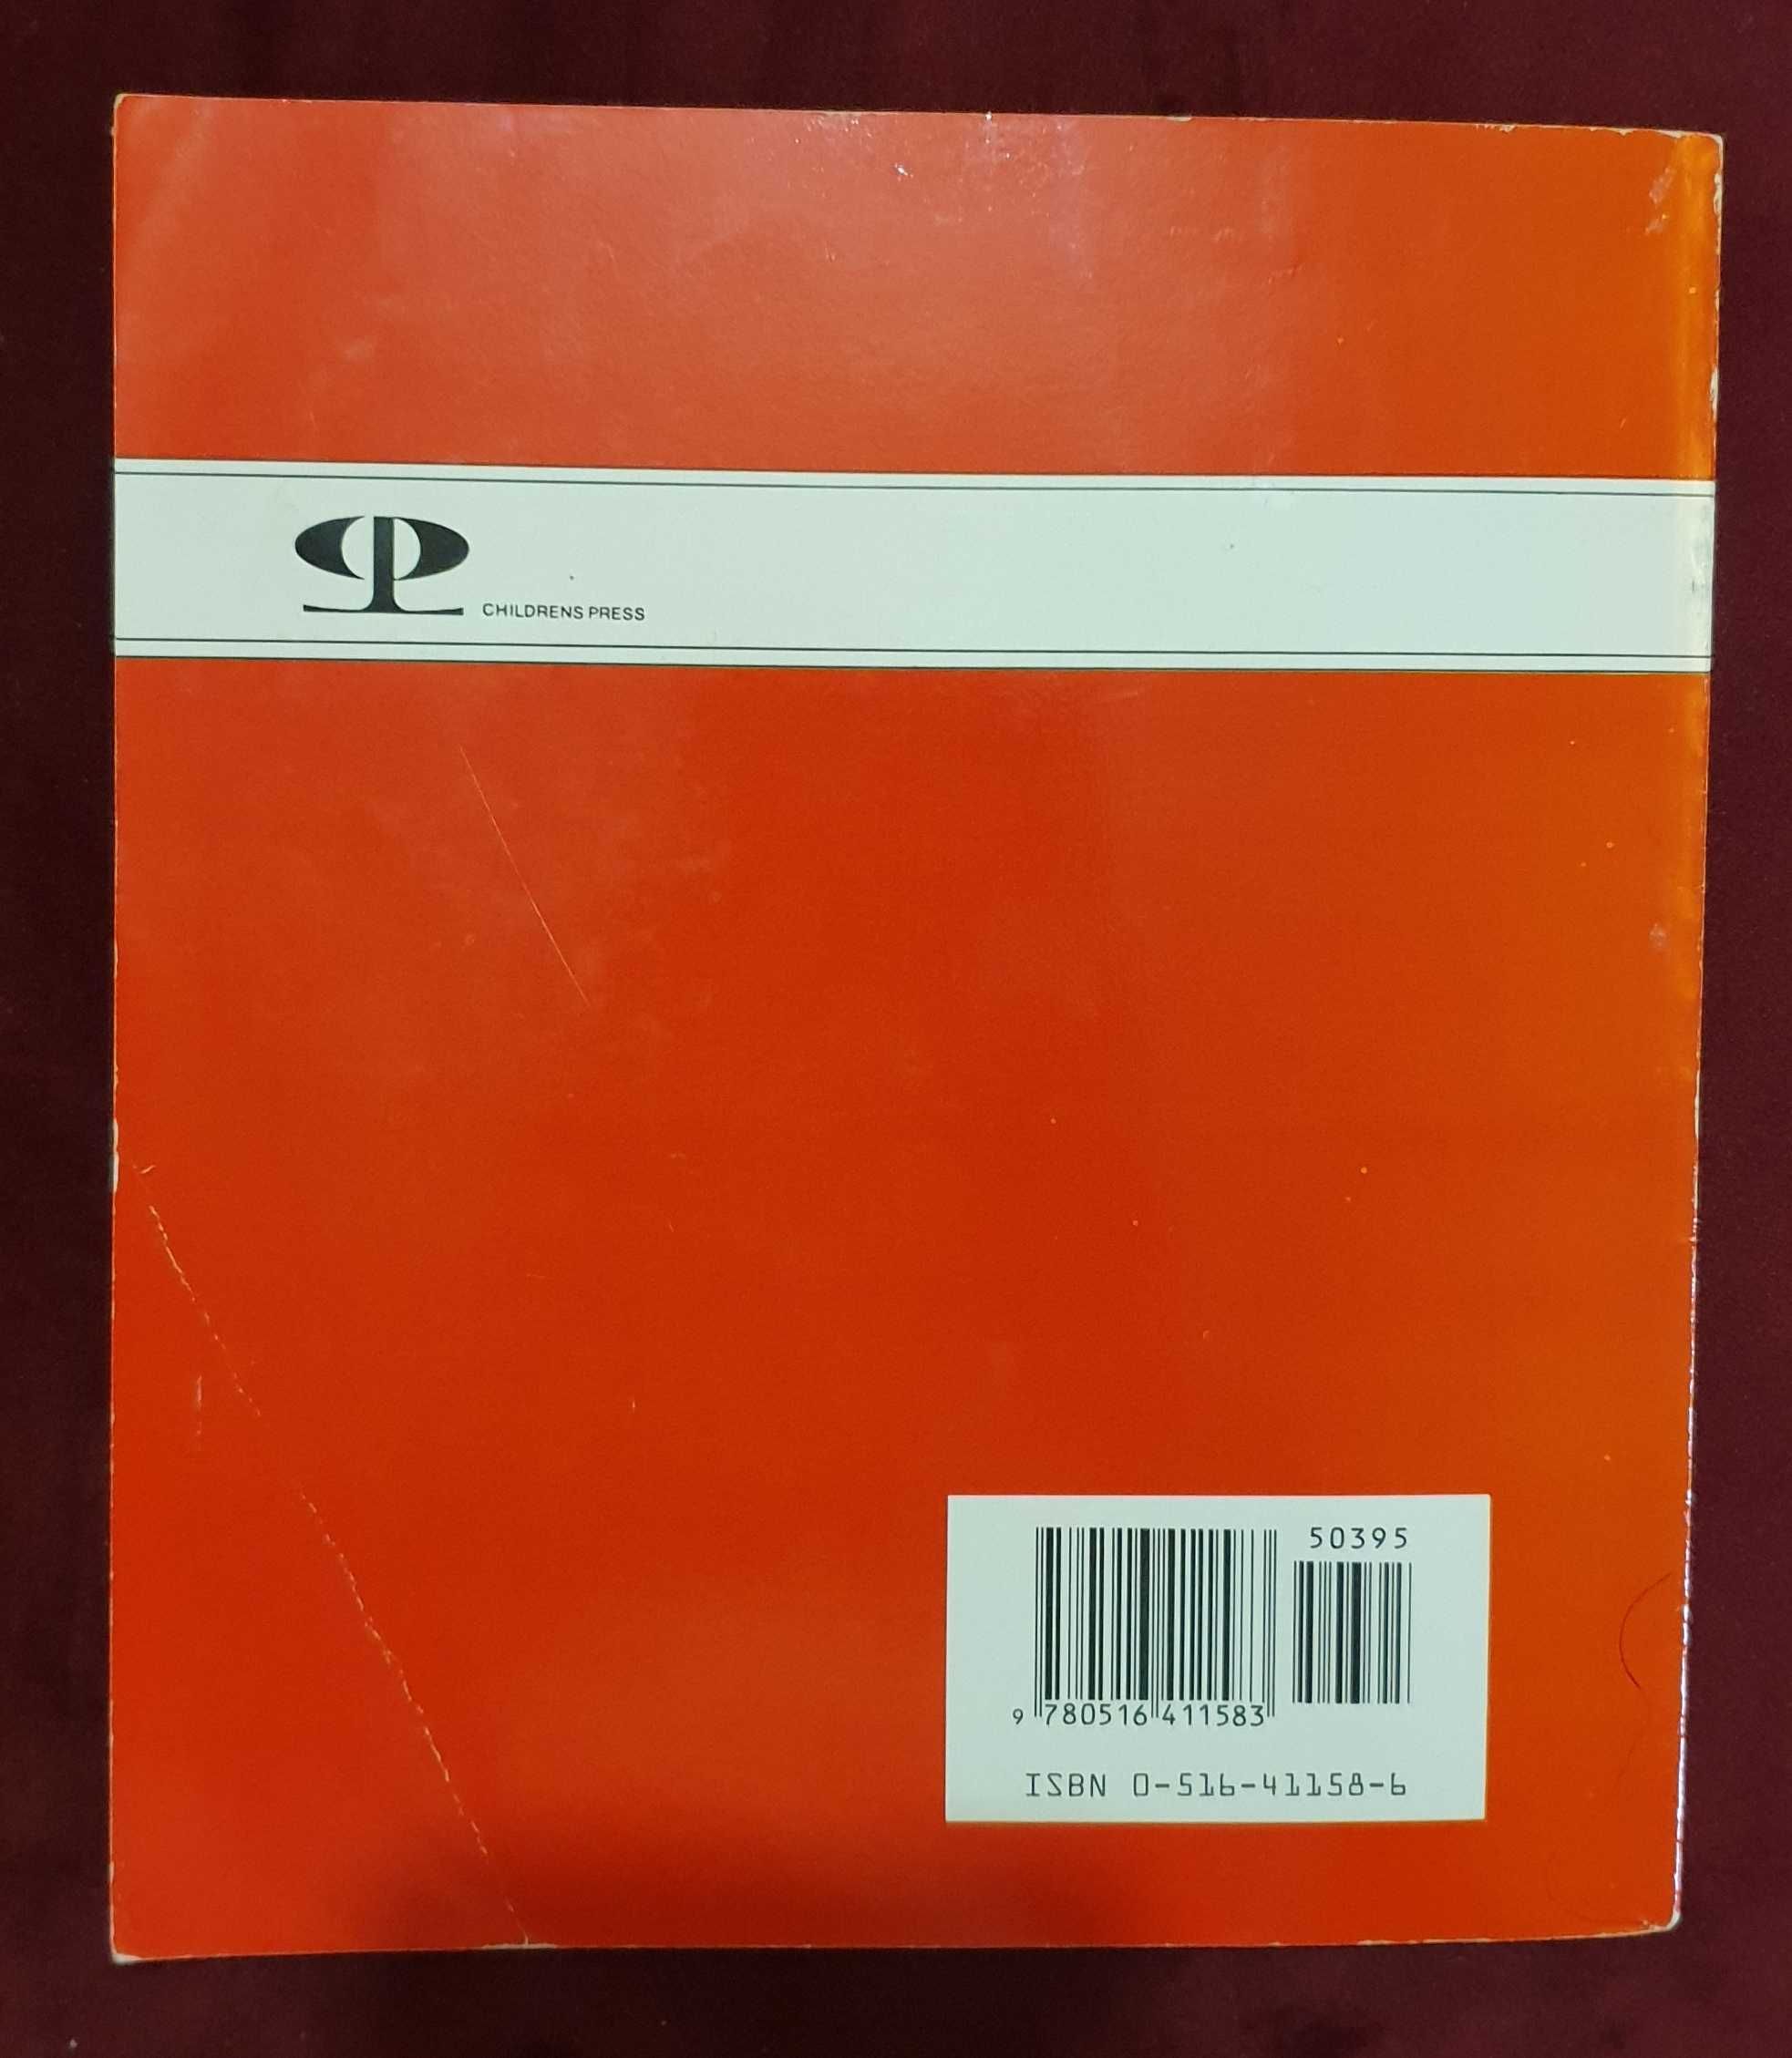 CHILDRENS PRESS
50395
9 780516 411583
ISBN 0-516-41158-6